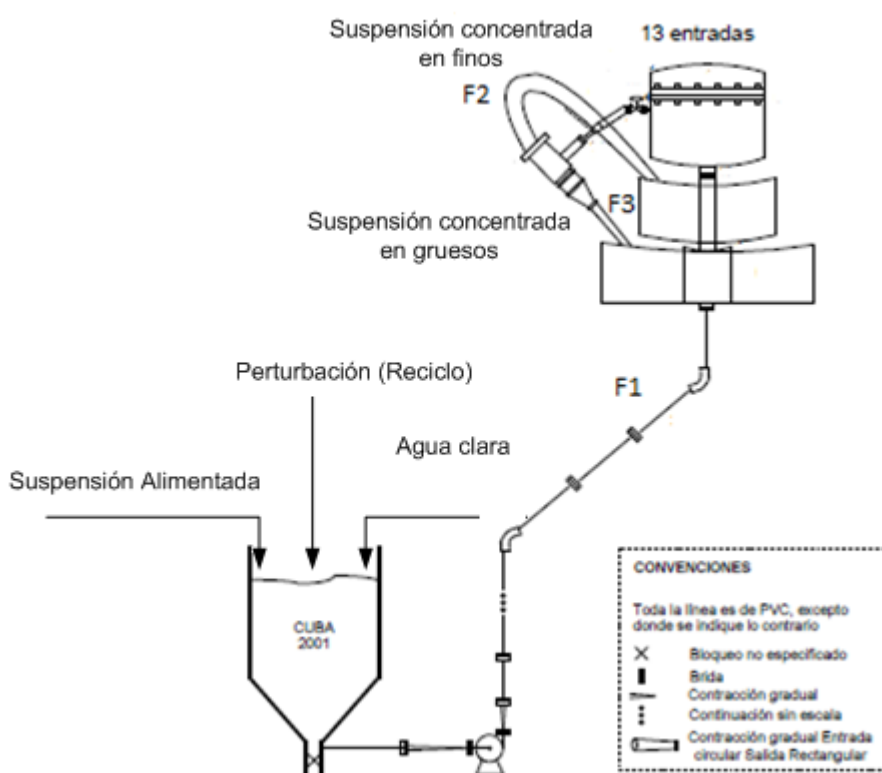 Suspensión concentrada
en finos
13 entradas
F2
F3
Suspensión concentrada
en gruesos
Perturbación (Reciclo)
F1
Agua clara
Suspensión Alimentada
CUBA
2001
CONVENCIONES
Toda la línea es de PVC, excepto
donde se indique lo contrario
Bloqueo no especificado
Brida
Contracción gradual
Continuación sin escala
Contracción gradual Entrada
circular Salida Rectangular